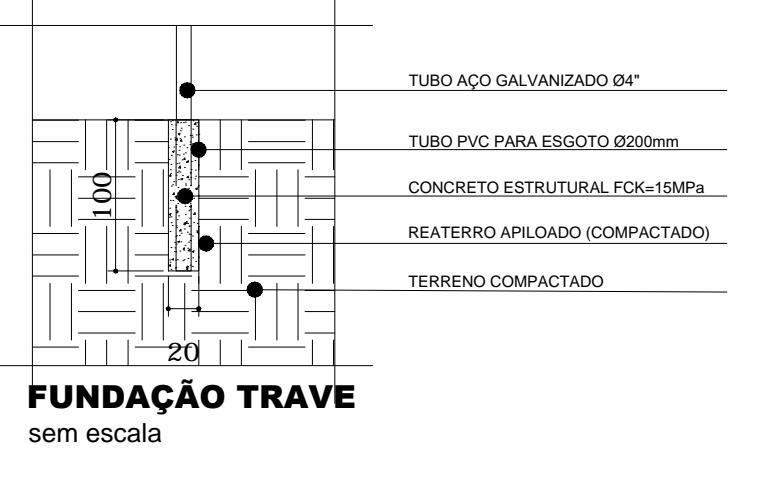 TUBO AÇO GALVANIZADO Ø4"
TUBO PVC PARA ESGOTO Ø200mm
CONCRETO ESTRUTURAL FCK=15MPa
REATERRO APILOADO (COMPACTADO)
TERRENO COMPACTADO
100
20
FUNDAÇÃO TRAVE
sem escala